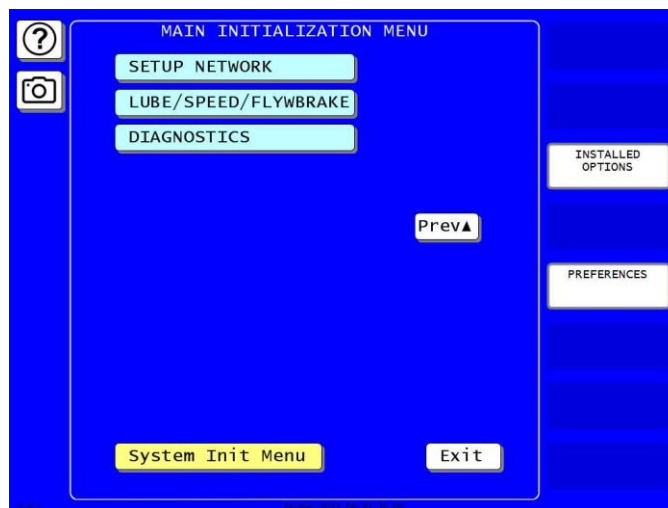 MAIN INITIALIZATION MENU
?
SETUP NETWORK
LUBE/SPEED/FLYWBRAKE
DIAGNOSTICS
INSTALLED
OPTIONS
Prev▲
PREFERENCES
System Init Menu
Exit